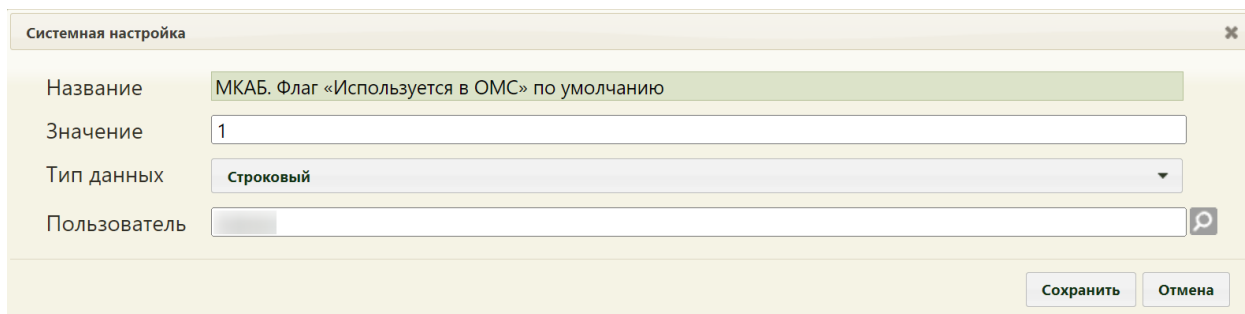 Системная настройка
Название МКАБ. Флаг «Используется в ОМС» по умолчанию
Значение 1
Тип данных Строковый
Пользователь
Сохранить Отмена